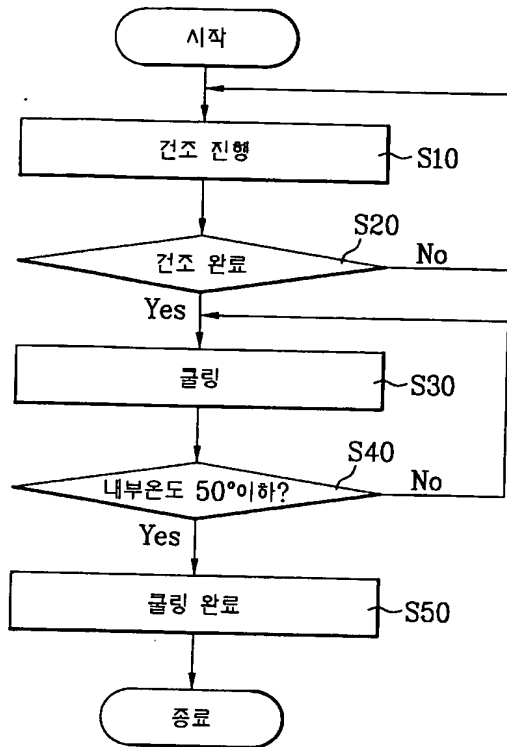 시작
건조 진행
S10
S20
건조 완료
No
Yes
쿨링
S30
S40
내부온도 50°이하?
No
Yes
쿨링 완료
S50
종료